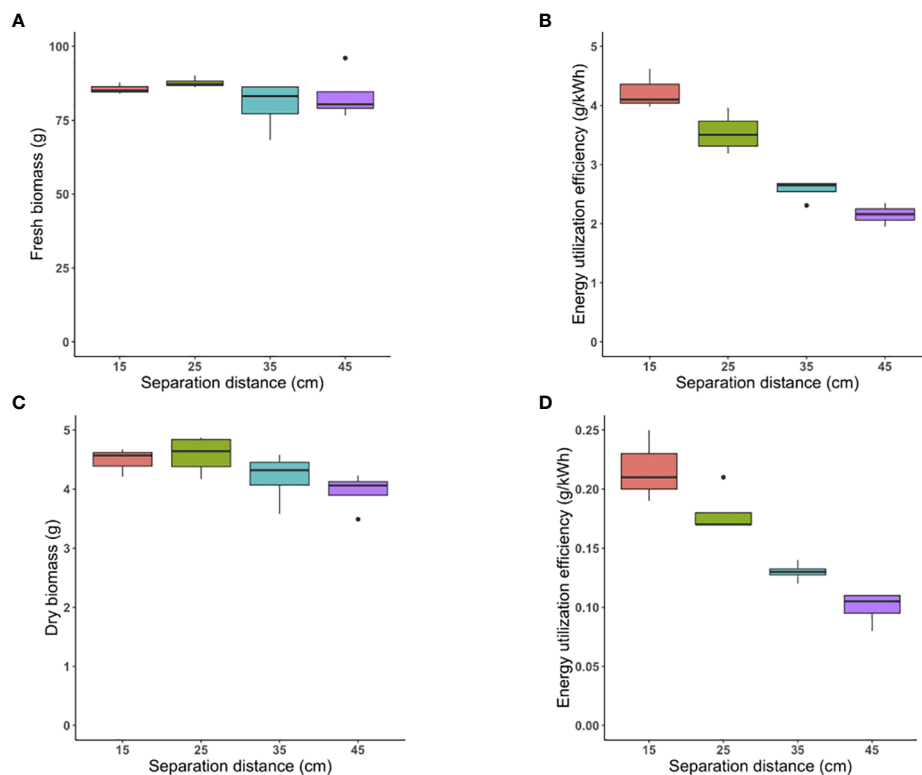 A
Fresh biomass (g)
100
75
50
25
0
15 25 35 45
Separation distance (cm)
B
Energy utilization efficiency (g/kWh)
5
4
3
2
1
0
15 25 35 45
Separation distance (cm)
C
Dry biomass (g)
5
4
3
2
1
0
15 25 35 45
Separation distance (cm)
D
Energy utilization efficiency (g/kWh)
0.25
0.20
0.15
0.10
0.05
0.00
15 25 35 45
Separation distance (cm)